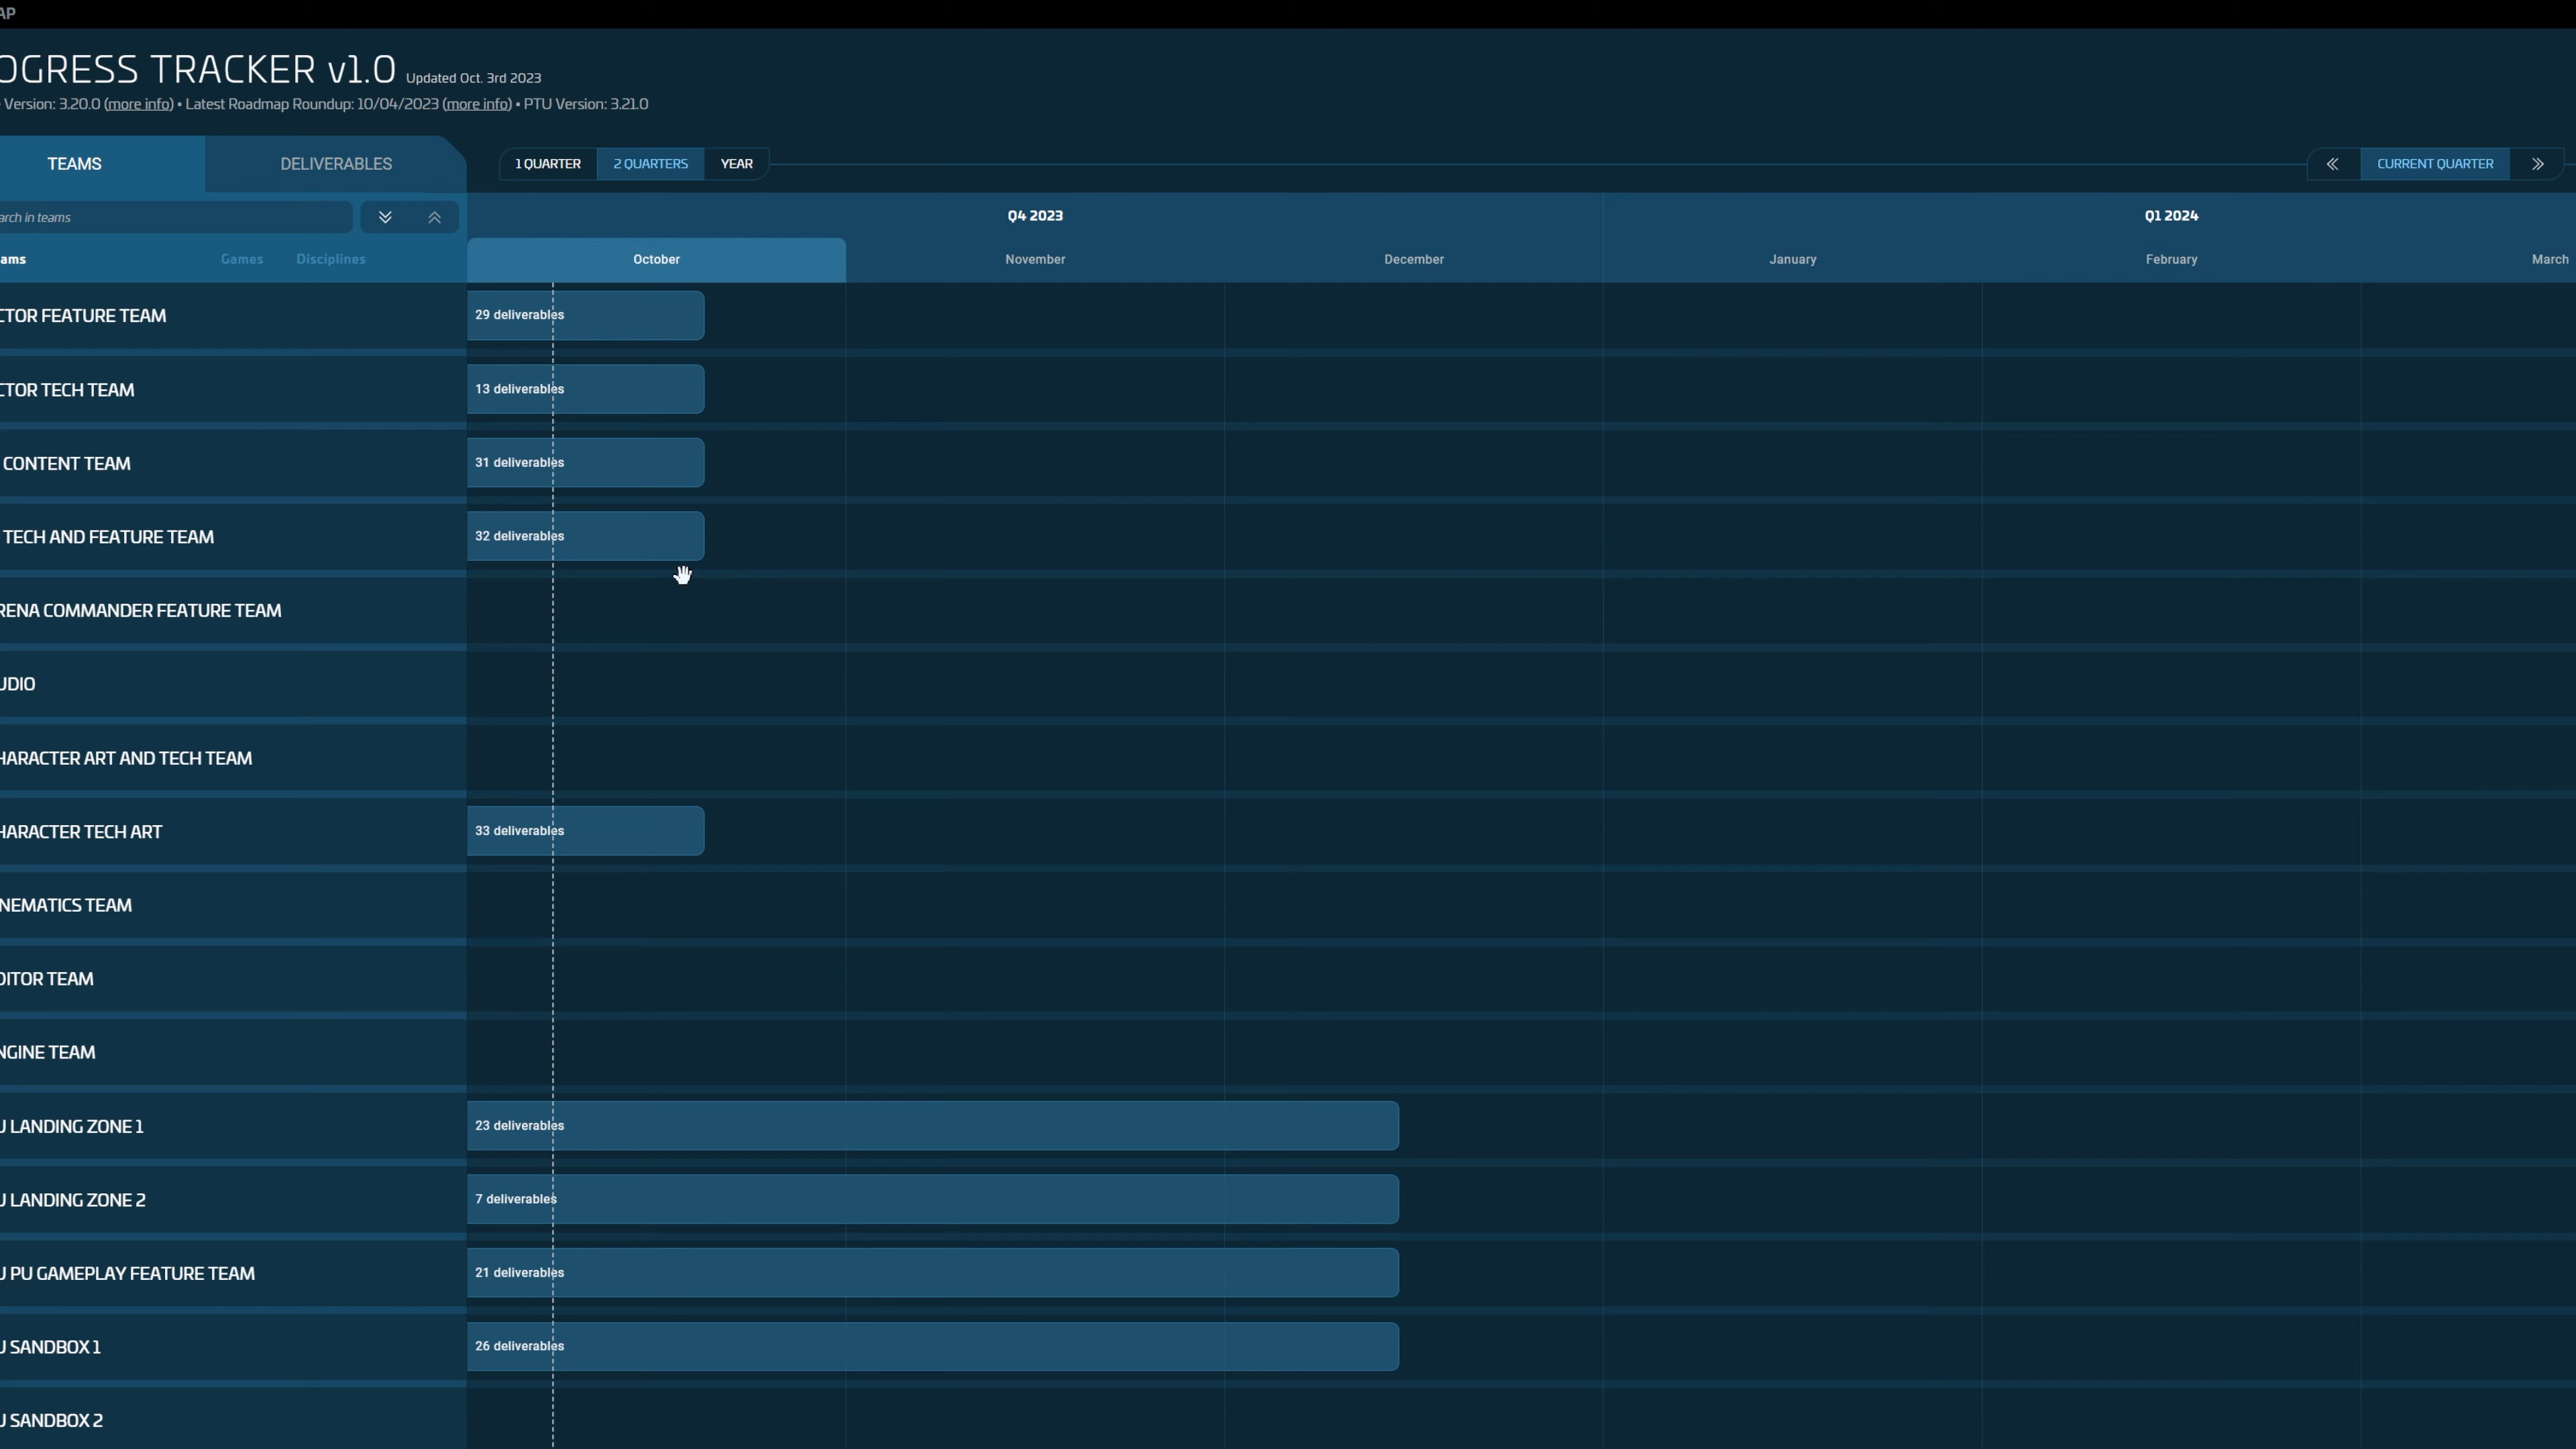 AP
OGRESS TRACKER v1.0 Updated Oct. 3rd 2023
Version: 3.20.0 (more info) • Latest Roadmap Roundup: 10/04/2023 (more info) • PTU Version: 3.21.0
TEAMS DELIVERABLES 1 QUARTER 2 QUARTERS YEAR CURRENT QUARTER
arch in teams
Q4 2023 Q1 2024
ams Games Disciplines October November December January February March
CTOR FEATURE TEAM 29 deliverables
CTOR TECH TEAM 13 deliverables
CONTENT TEAM 31 deliverables
TECH AND FEATURE TEAM 32 deliverables
RENA COMMANDER FEATURE TEAM
UDIO
HARACTER ART AND TECH TEAM
HARACTER TECH ART 33 deliverables
NEMATICS TEAM
DITOR TEAM
NGINE TEAM
U LANDING ZONE 1 23 deliverables
U LANDING ZONE 2 7 deliverables
U PU GAMEPLAY FEATURE TEAM 21 deliverables
U SANDBOX 1 26 deliverables
U SANDBOX 2